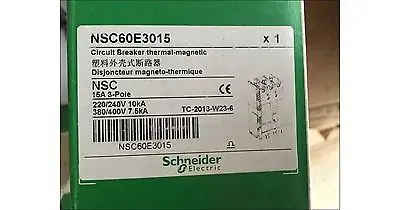 NSC60E3015 x 1
Circuit Breaker thermal-magnetic
塑料外壳式断路器
Disjoncteur magneto-thermique
NSC
15A 3-Pole
220/240V 10kA
380/400V 7.5kA
TC-2013-W23-6
NSC60E3015
Schneider
Electric